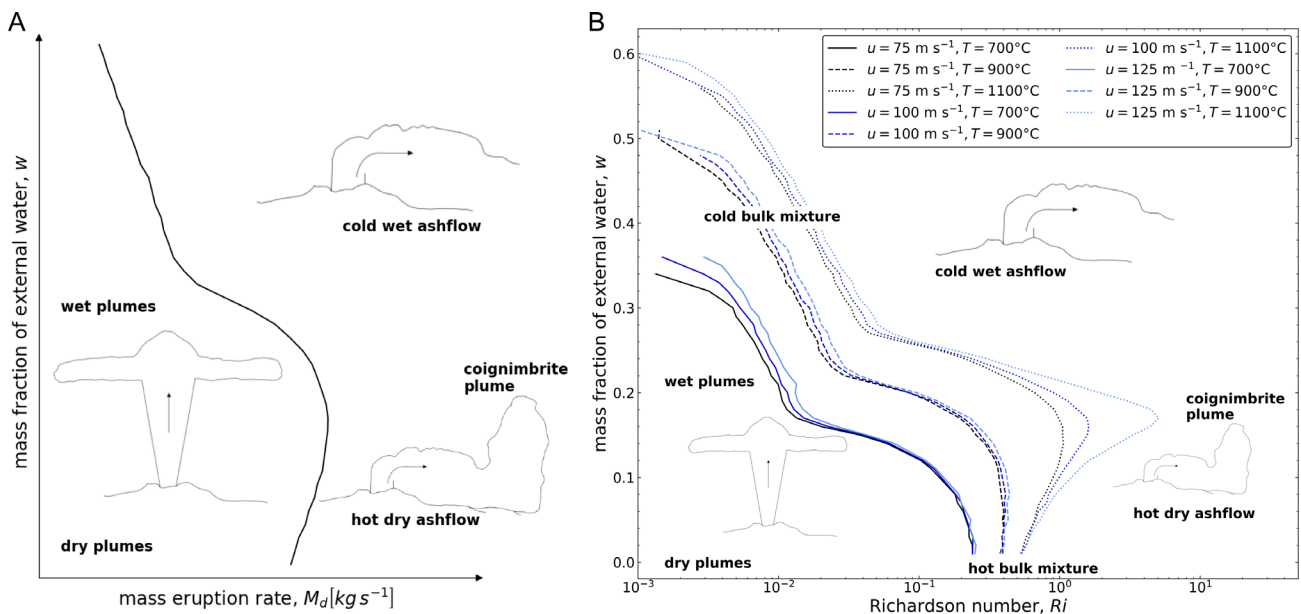 A
mass fraction of external water, w
cold wet ashflow
wet plumes
coignimbrite
plume
hot dry ashflow
dry plumes
mass eruption rate, M_d[kg s⁻¹]
B
mass fraction of external water, w
0.6
0.5
0.4
0.3
0.2
0.1
0.0
u = 75 m s⁻¹, T = 700°C
u = 75 m s⁻¹, T = 900°C
u = 75 m s⁻¹, T = 1100°C
u = 100 m s⁻¹, T = 700°C
u = 100 m s⁻¹, T = 900°C
u = 100 m s⁻¹, T = 1100°C
u = 125 m ⁻¹, T = 700°C
u = 125 m s⁻¹, T = 900°C
u = 125 m s⁻¹, T = 1100°C
cold bulk mixture
cold wet ashflow
wet plumes
coignimbrite
plume
hot dry ashflow
dry plumes
hot bulk mixture
10⁻³
10⁻²
10⁻¹
10⁰
10¹
Richardson number, Ri